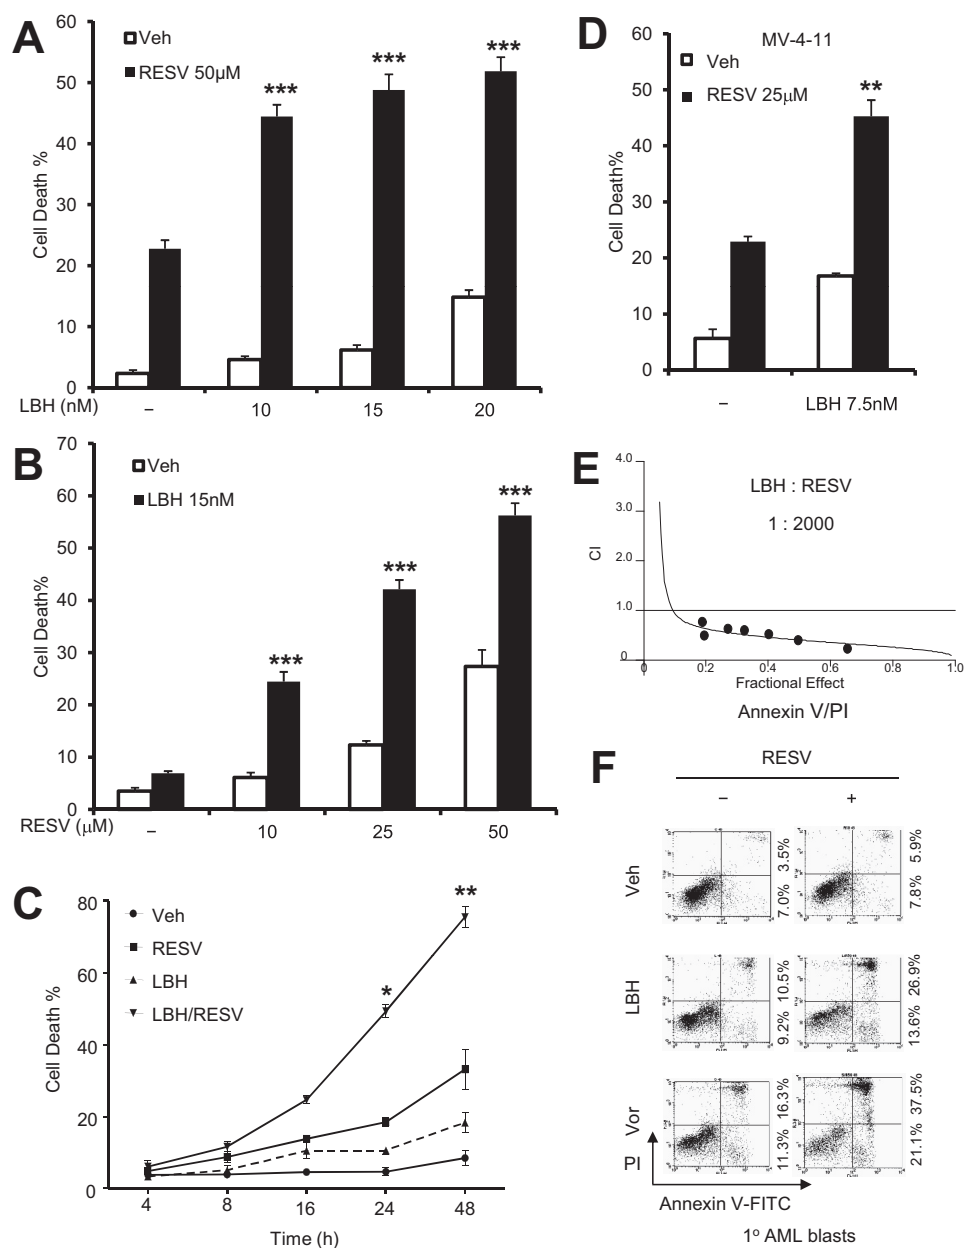 A
60
50
40
30
20
10
0
Cell Death %
Veh
RESV 50µM
***
***
***
LBH (nM)
–
10
15
20
B
70
60
50
40
30
20
10
0
Cell Death%
Veh
LBH 15nM
***
***
***
RESV (µM)
–
10
25
50
C
80
60
40
20
0
Cell Death %
Veh
RESV
LBH
LBH/RESV
*
**
4
8
16
24
48
Time (h)
D
MV-4-11
60
50
40
30
20
10
0
Cell Death%
Veh
RESV 25µM
**
–
LBH 7.5nM
E
4.0
3.0
2.0
1.0
0
CI
LBH : RESV
1 : 2000
0
0.2
0.4
0.6
0.8
1.0
Fractional Effect
Annexin V/PI
F
RESV
–
+
Veh
3.5%
7.0%
5.9%
7.8%
LBH
10.5%
9.2%
26.9%
13.6%
Vor
16.3%
11.3%
37.5%
21.1%
PI
Annexin V-FITC
1º AML blasts